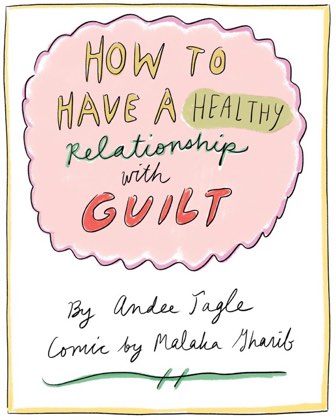 HOW TO
HAVE A HEALTHY
Relationship
with
GUILT
By Andee Tagle
Comic by Malaka Gharib